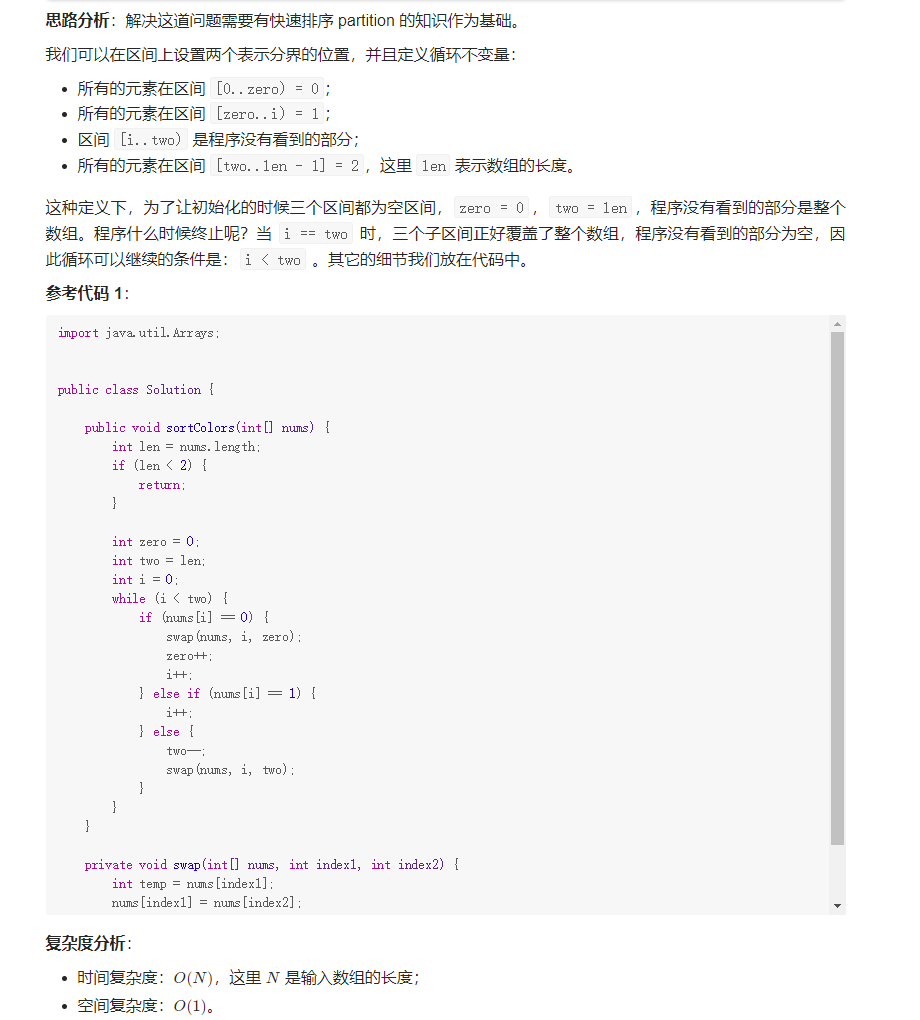 思路分析：解决这道问题需要有快速排序 partition 的知识作为基础。
我们可以在区间上设置两个表示分界的位置，并且定义循环不变量：
• 所有的元素在区间 [0..zero) = 0；
• 所有的元素在区间 [zero..i) = 1；
• 区间 [i..two) 是程序没有看到的部分；
• 所有的元素在区间 [two..len - 1] = 2，这里 len 表示数组的长度。
这种定义下，为了让初始化的时候三个区间都为空区间， zero = 0， two = len，程序没有看到的部分是整个
数组。程序什么时候终止呢？当 i == two 时，三个子区间正好覆盖了整个数组，程序没有看到的部分为空，因
此循环可以继续的条件是： i < two 。其它的细节我们放在代码中。
参考代码 1：
import java.util.Arrays;
public class Solution {
public void sortColors(int[] nums) {
int len = nums.length;
if (len < 2) {
return;
}
int zero = 0;
int two = len;
int i = 0;
while (i < two) {
if (nums[i] == 0) {
swap(nums, i, zero);
zero++;
i++;
} else if (nums[i] == 1) {
i++;
} else {
two--;
swap(nums, i, two);
}
}
}
private void swap(int[] nums, int index1, int index2) {
int temp = nums[index1];
nums[index1] = nums[index2];
复杂度分析：
• 时间复杂度：O(N)，这里 N 是输入数组的长度；
• 空间复杂度：O(1)。